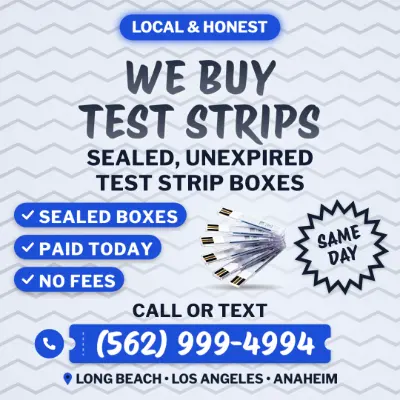 LOCAL & HONEST
WE BUY
TEST STRIPS
SEALED, UNEXPIRED
TEST STRIP BOXES
SEALED BOXES
PAID TODAY
NO FEES
SAME
DAY
CALL OR TEXT
(562) 999-4994
LONG BEACH • LOS ANGELES • ANAHEIM